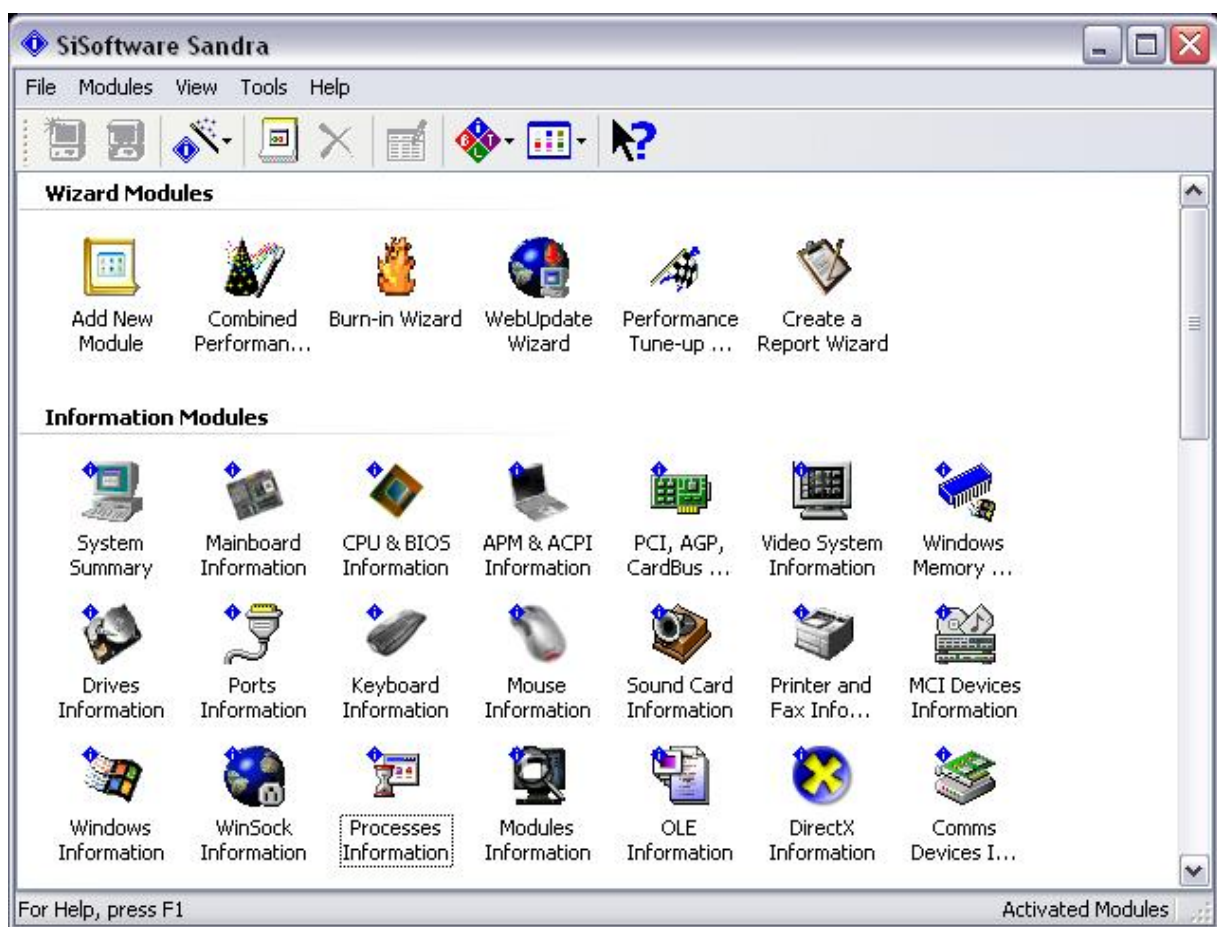 SiSoftware Sandra
File Modules View Tools Help
Wizard Modules
Add New Module
Combined Performan...
Burn-in Wizard
WebUpdate Wizard
Performance Tune-up ...
Create a Report Wizard
Information Modules
System Summary
Mainboard Information
CPU & BIOS Information
APM & ACPI Information
PCI, AGP, CardBus ...
Video System Information
Windows Memory ...
Drives Information
Ports Information
Keyboard Information
Mouse Information
Sound Card Information
Printer and Fax Info...
MCI Devices Information
Windows Information
WinSock Information
Processes Information
Modules Information
OLE Information
DirectX Information
Comms Devices I...
For Help, press F1
Activated Modules